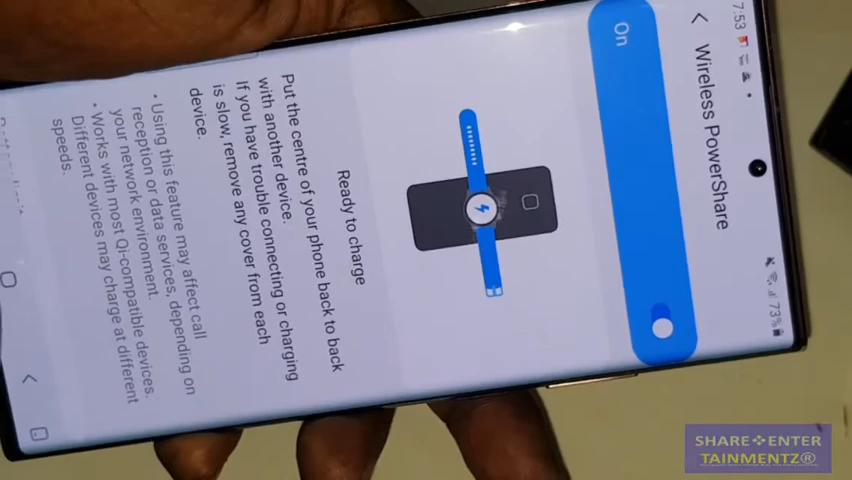 7:53
73%
Wireless PowerShare
On
Ready to charge
Put the centre of your phone back to back
with another device.
If you have trouble connecting or charging
is slow, remove any cover from each
device.
• Using this feature may affect call
reception or data services, depending on
your network environment.
• Works with most Qi-compatible devices.
Different devices may charge at different
speeds.
SHARE❖ENTER
TAINMENTZ®